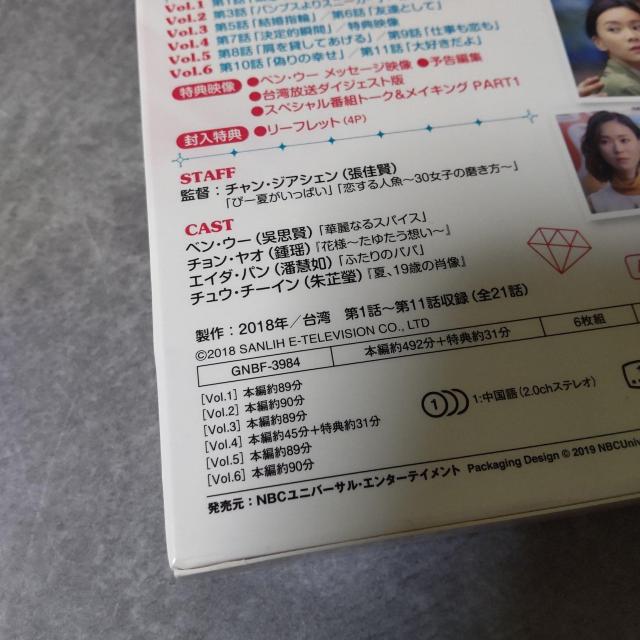 Vol.1 第1話
Vol.2 第3話「パンプスよりスニーカー」
Vol.3 第5話「結婚指輪」／第6話「友達として」
Vol.4 第7話「決定的瞬間」／特典映像
Vol.5 第8話「肩を貸してあげる」／第9話「仕事も恋も」
Vol.6 第10話「偽りの幸せ」／第11話「大好きだよ」
特典映像 ●ベン・ウー メッセージ映像 ●予告編集
●台湾放送ダイジェスト版
●スペシャル番組トーク&メイキング PART1
封入特典 ●リーフレット(4P)
STAFF
監督：チャン・ジアシェン（張佳賢）
「ぴー夏がいっぱい」「恋する人魚～30女子の磨き方～」
CAST
ベン・ウー（吳思賢）「華麗なるスパイス」
チョン・ヤオ（鍾瑶）「花様～たゆたう想い～」
エイダ・パン（潘慧如）「ふたりのパパ」
チュウ・チーイン（朱芷瑩）「夏、19歳の肖像」
製作：2018年／台湾 第1話～第11話収録（全21話）
©2018 SANLIH E-TELEVISION CO., LTD
GNBF-3984 本編約492分＋特典約31分 6枚組
[Vol.1] 本編約89分
[Vol.2] 本編約90分
[Vol.3] 本編約89分
[Vol.4] 本編約45分＋特典約31分
[Vol.5] 本編約89分
[Vol.6] 本編約90分
1 1:中国語（2.0chステレオ）
発売元：NBCユニバーサル・エンターテイメント Packaging Design © 2019 NBCUniv